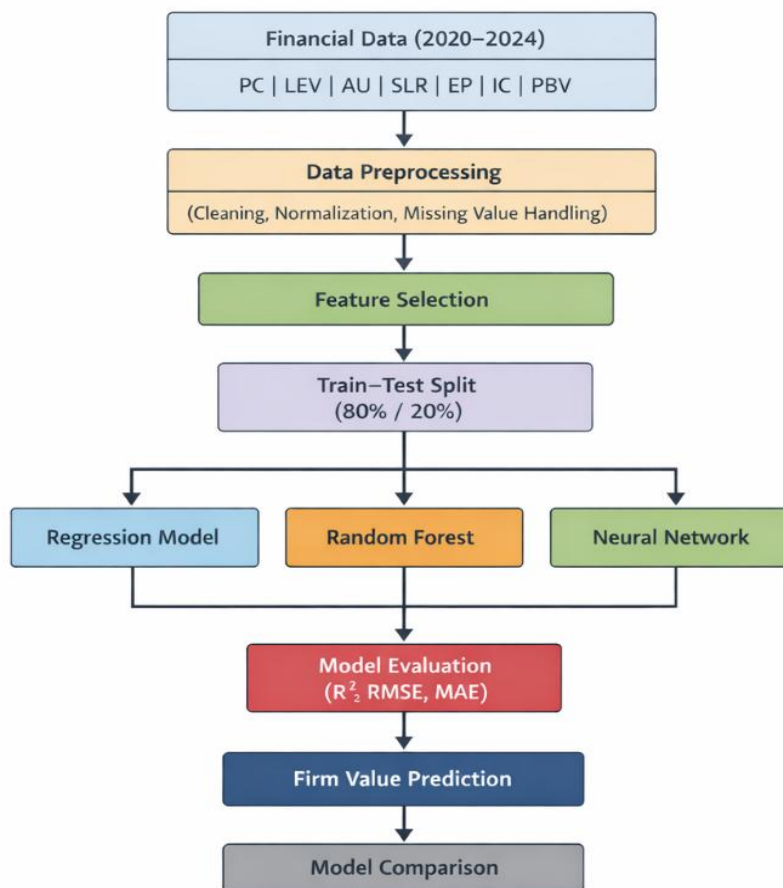 Financial Data (2020–2024)
PC | LEV | AU | SLR | EP | IC | PBV
Data Preprocessing
(Cleaning, Normalization, Missing Value Handling)
Feature Selection
Train–Test Split
(80% / 20%)
Regression Model
Random Forest
Neural Network
Model Evaluation
(R²₂ RMSE, MAE)
Firm Value Prediction
Model Comparison